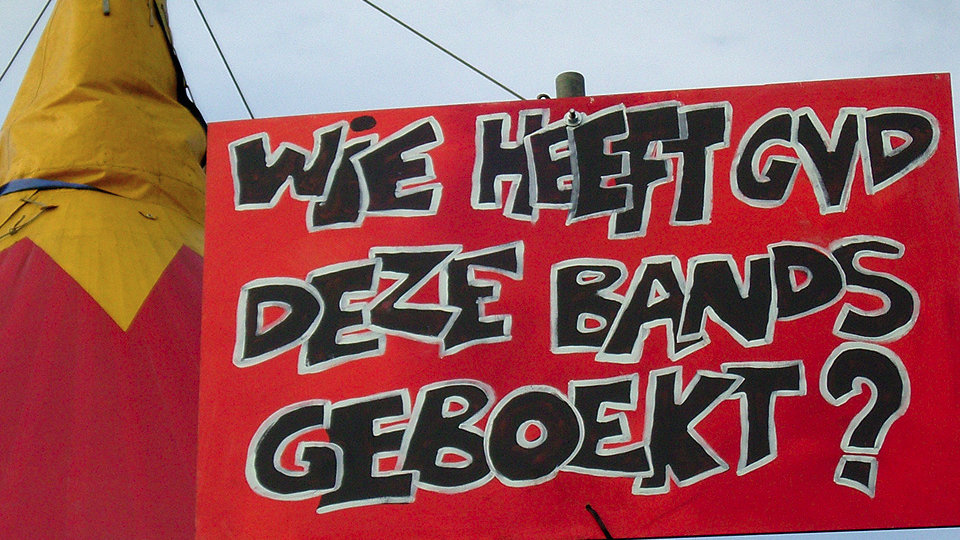 WIE HEEFT GVD
DEZE BANDS
GEBOEKT?